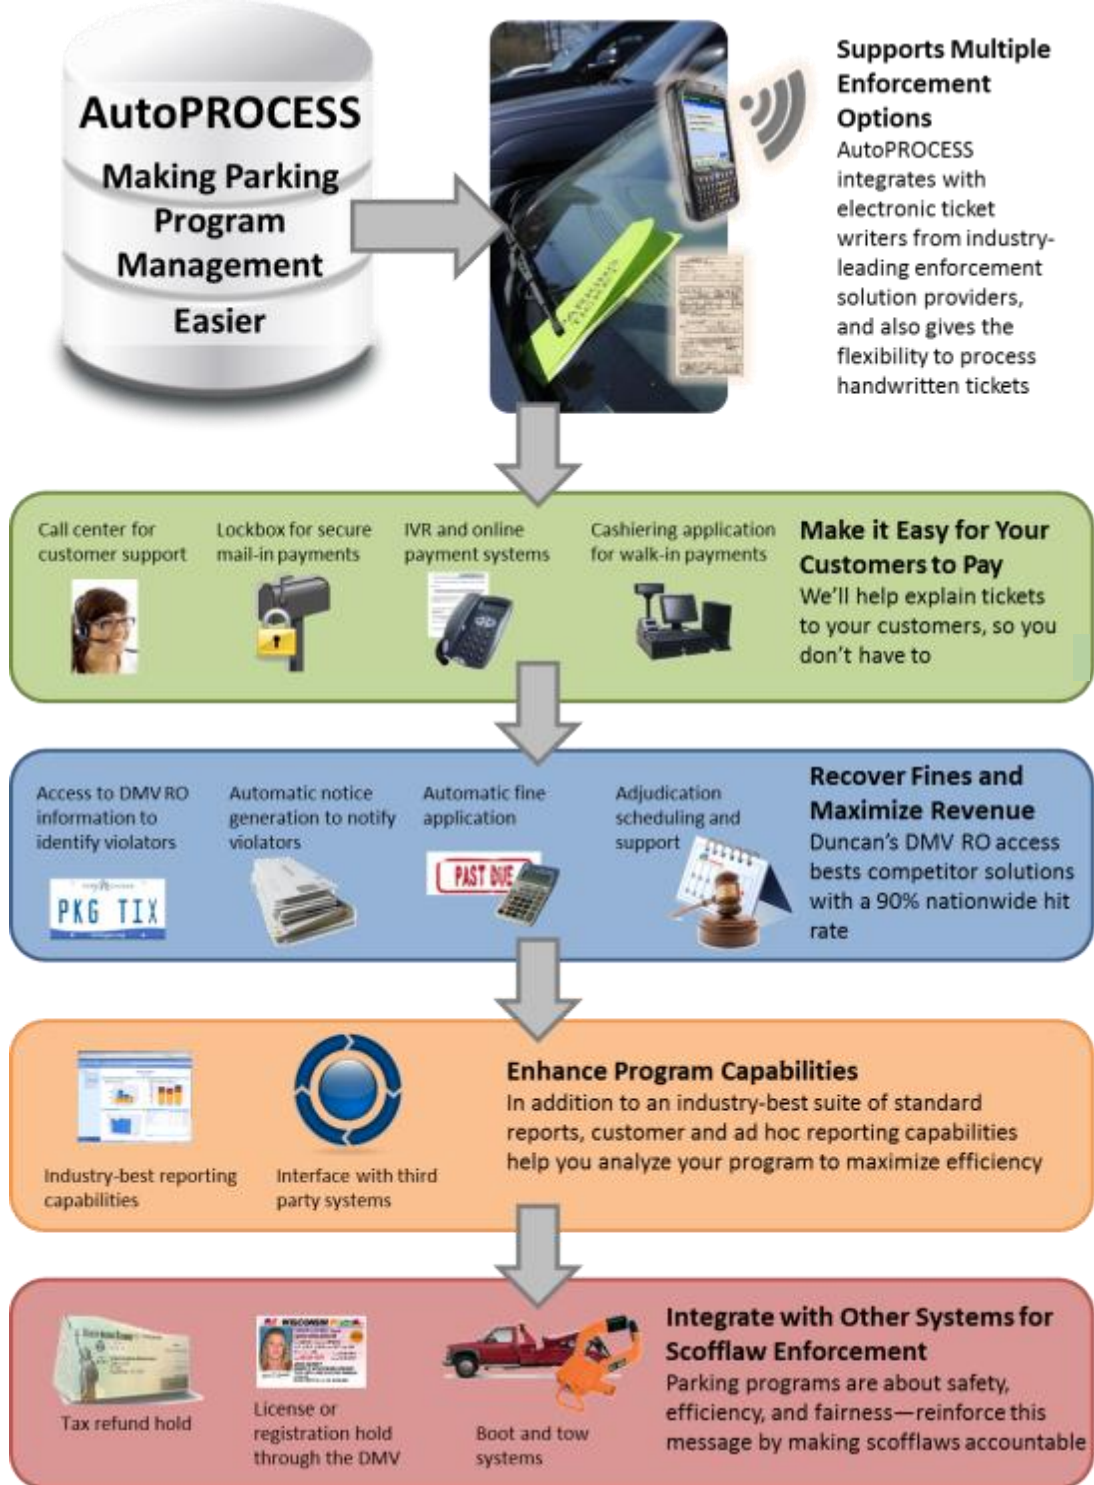 AutoPROCESS
Making Parking
Program
Management
Easier
Supports Multiple
Enforcement
Options
AutoPROCESS
integrates with
electronic ticket
writers from industry-
leading enforcement
solution providers,
and also gives the
flexibility to process
handwritten tickets
Call center for
customer support
Lockbox for secure
mail-in payments
IVR and online
payment systems
Cashiering application
for walk-in payments
Make it Easy for Your
Customers to Pay
We'll help explain tickets
to your customers, so you
don't have to
Access to DMV RO
information to
identify violators
PKG TIX
Automatic notice
generation to notify
violators
Automatic fine
application
PAST DUE
Adjudication
scheduling and
support
Recover Fines and
Maximize Revenue
Duncan's DMV RO access
bests competitor solutions
with a 90% nationwide hit
rate
Industry-best reporting
capabilities
Interface with third
party systems
Enhance Program Capabilities
In addition to an industry-best suite of standard
reports, customer and ad hoc reporting capabilities
help you analyze your program to maximize efficiency
Tax refund hold
WISCONSIN
License or
registration hold
through the DMV
Boot and tow
systems
Integrate with Other Systems for
Scofflaw Enforcement
Parking programs are about safety,
efficiency, and fairness—reinforce this
message by making scofflaws accountable